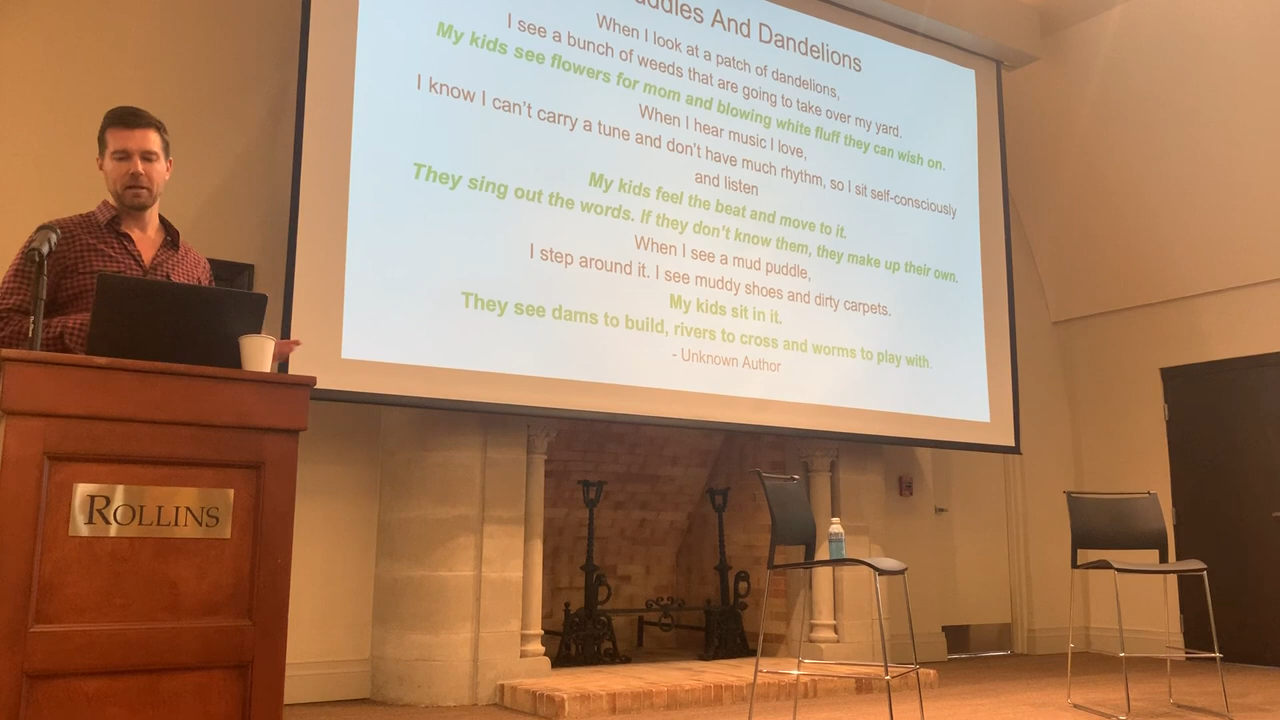 And Dandelions
When I look at a patch of dandelions,
I see a bunch of weeds that are going to take over my yard.
My kids see flowers for mom and blowing white fluff they can wish on.
When I hear music I love,
I know I can't carry a tune and don't have much rhythm, so I sit self-consciously
and listen
My kids feel the beat and move to it.
They sing out the words. If they don't know them, they make up their own.
When I see a mud puddle,
I step around it. I see muddy shoes and dirty carpets.
My kids sit in it.
They see dams to build, rivers to cross and worms to play with.
- Unknown Author
ROLLINS